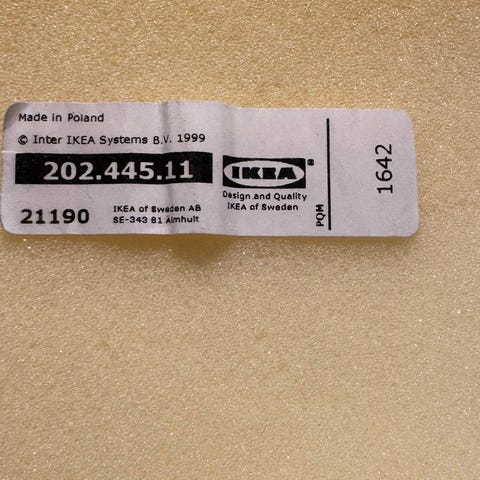 Made in Poland
© Inter IKEA Systems B.V. 1999
202.445.11
21190
IKEA of Sweden AB
SE-343 81 Älmhult
IKEA®
Design and Quality
IKEA of Sweden
PQM
1642